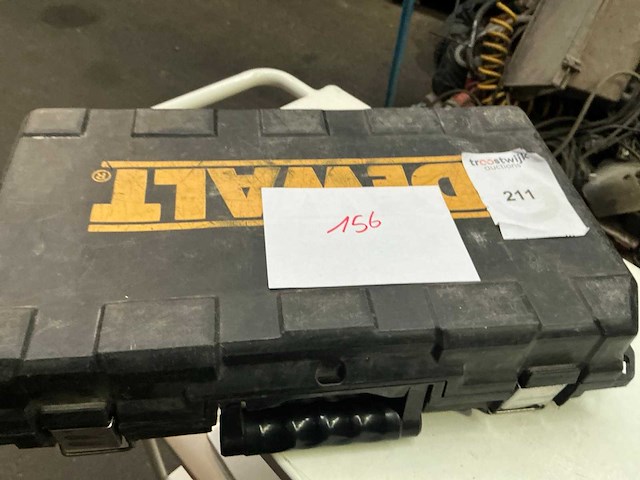 DEWALT®
156
troostwijk
auctions
211